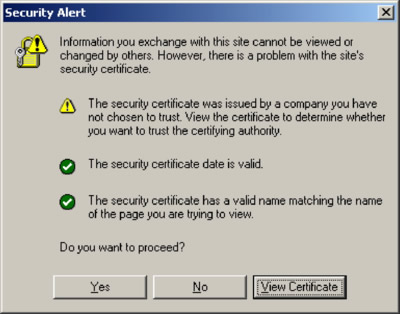 Security Alert
Information you exchange with this site cannot be viewed or
changed by others. However, there is a problem with the site's
security certificate.
The security certificate was issued by a company you have
not chosen to trust. View the certificate to determine whether
you want to trust the certifying authority.
The security certificate date is valid.
The security certificate has a valid name matching the name
of the page you are trying to view.
Do you want to proceed?
Yes No View Certificate